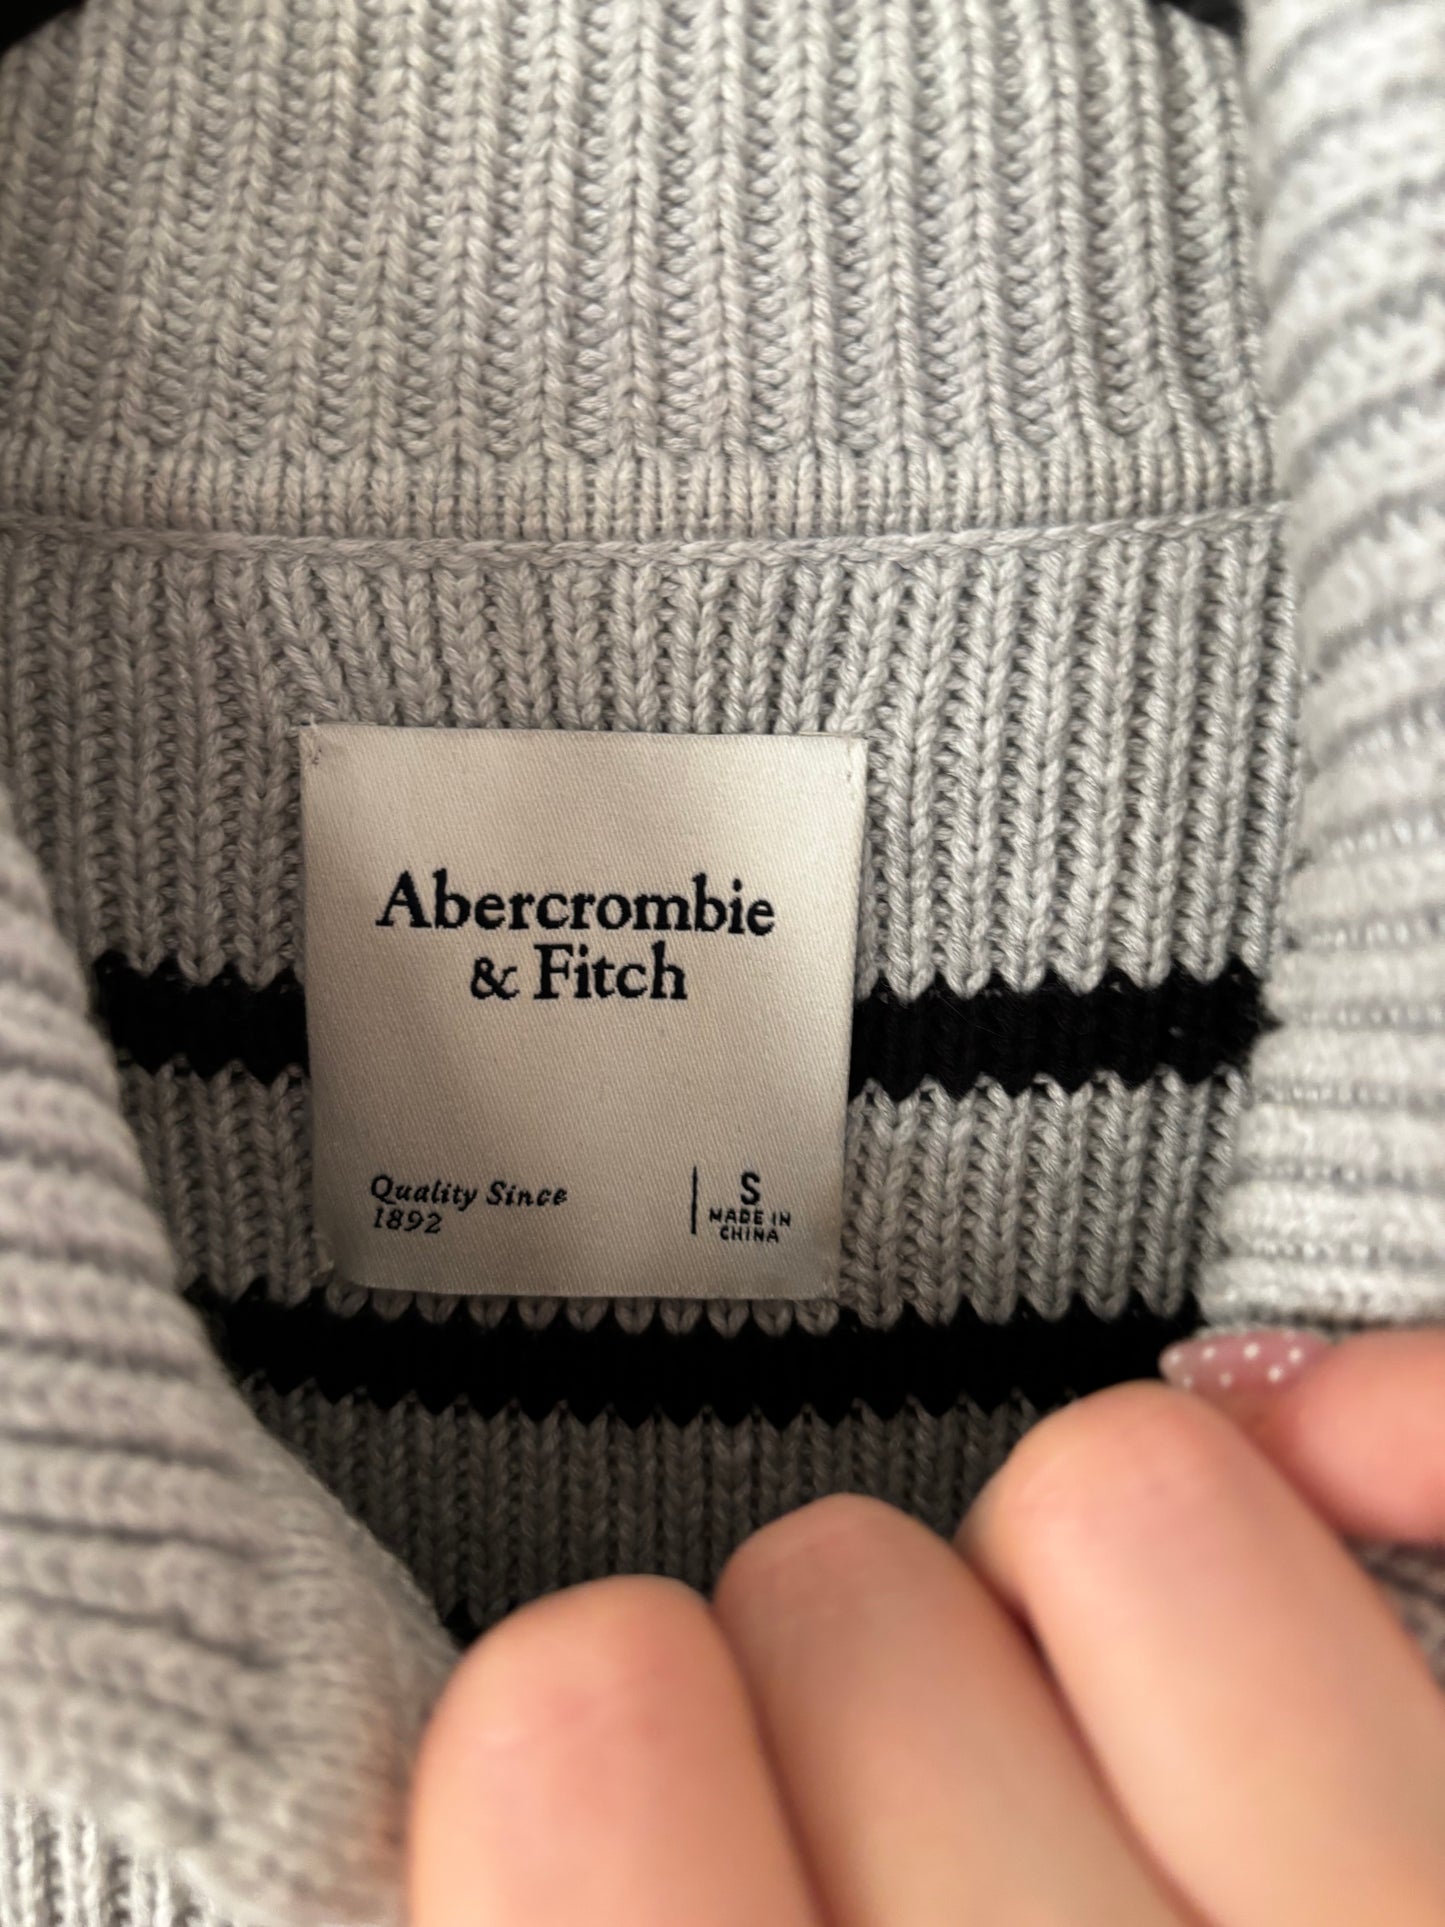 Abercrombie
& Fitch
Quality Since
1892
S
MADE IN
CHINA